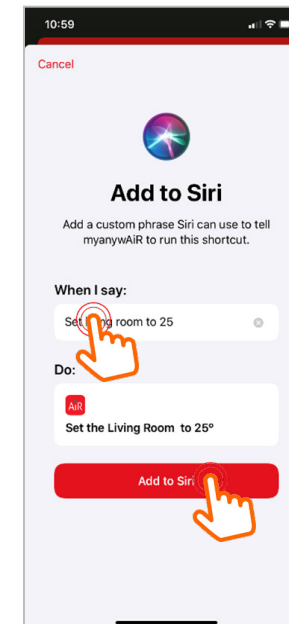 10:59
Cancel
Add to Siri
Add a custom phrase Siri can use to tell
myanywAiR to run this shortcut.
When I say:
Set living room to 25
Do:
AiR
Set the Living Room to 25º
Add to Siri